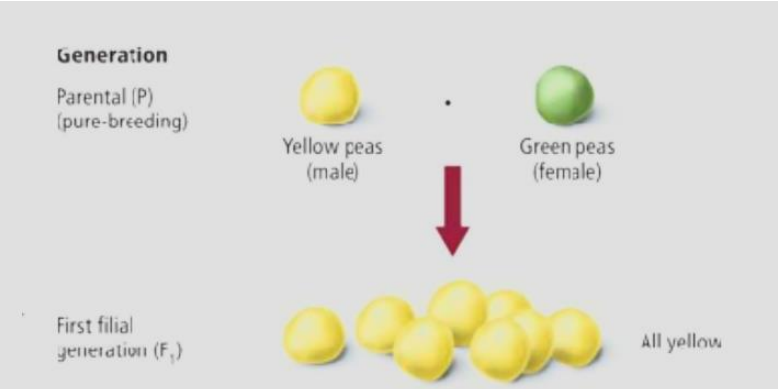 Generation
Parental (P)
(pure-breeding)
Yellow peas
(male)
Green peas
(female)
First filial
generation (F₁)
All yellow